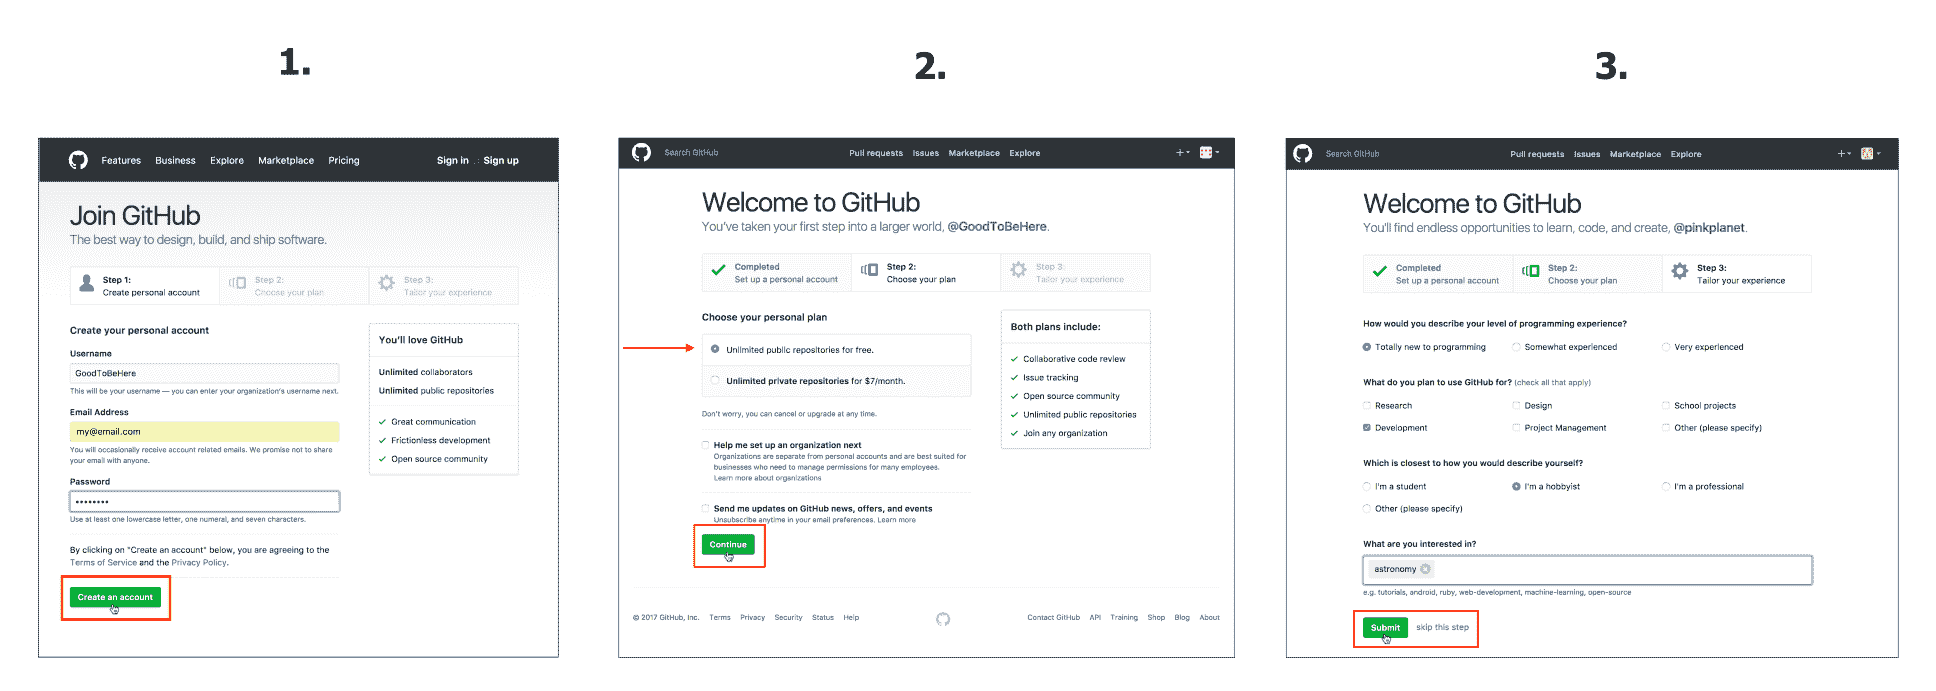 1.
2.
3.
Features Business Explore Marketplace Pricing Sign in or Sign up
Join GitHub
The best way to design, build, and ship software.
Step 1:
Create personal account
Step 2:
Choose your plan
Step 3:
Tailor your experience
Create your personal account
Username
GoodToBeHere
This will be your username — you can enter your organization's username next.
Email Address
my@email.com
You will occasionally receive account related emails. We promise not to share
your email with anyone.
Password
Use at least one lowercase letter, one numeral, and seven characters.
By clicking on "Create an account" below, you are agreeing to the
Terms of Service and the Privacy Policy.
Create an account
You'll love GitHub
Unlimited collaborators
Unlimited public repositories
✓ Great communication
✓ Frictionless development
✓ Open source community
Search GitHub Pull requests Issues Marketplace Explore
Welcome to GitHub
You've taken your first step into a larger world, @GoodToBeHere.
Completed
Set up a personal account
Step 2:
Choose your plan
Step 3:
Tailor your experience
Choose your personal plan
Unlimited public repositories for free.
Unlimited private repositories for $7/month.
Don't worry, you can cancel or upgrade at any time.
Help me set up an organization next
Organizations are separate from personal accounts and are best suited for
businesses who need to manage permissions for many employees.
Learn more about organizations
Send me updates on GitHub news, offers, and events
Unsubscribe anytime in your email preferences. Learn more
Continue
Both plans include:
✓ Collaborative code review
✓ Issue tracking
✓ Open source community
✓ Unlimited public repositories
✓ Join any organization
© 2017 GitHub, Inc. Terms Privacy Security Status Help Contact GitHub API Training Shop Blog About
Search GitHub Pull requests Issues Marketplace Explore
Welcome to GitHub
You'll find endless opportunities to learn, code, and create, @pinkplanet.
Completed
Set up a personal account
Step 2:
Choose your plan
Step 3:
Tailor your experience
How would you describe your level of programming experience?
Totally new to programming Somewhat experienced Very experienced
What do you plan to use GitHub for? (check all that apply)
Research Design School projects
Development Project Management Other (please specify)
Which is closest to how you would describe yourself?
I'm a student I'm a hobbyist I'm a professional
Other (please specify)
What are you interested in?
astronomy
e.g. tutorials, android, ruby, web-development, machine-learning, open-source
Submit skip this step